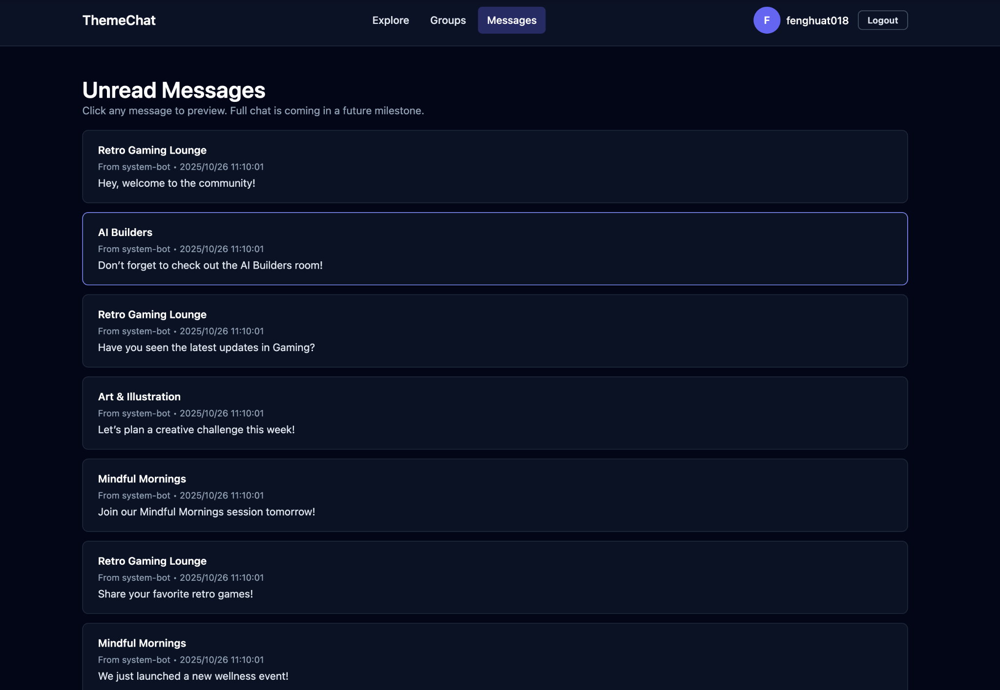 ThemeChat
Explore
Groups
Messages
F
fenghuat018
Logout
Unread Messages
Click any message to preview. Full chat is coming in a future milestone.
Retro Gaming Lounge
From system-bot • 2025/10/26 11:10:01
Hey, welcome to the community!
AI Builders
From system-bot • 2025/10/26 11:10:01
Don’t forget to check out the AI Builders room!
Retro Gaming Lounge
From system-bot • 2025/10/26 11:10:01
Have you seen the latest updates in Gaming?
Art & Illustration
From system-bot • 2025/10/26 11:10:01
Let’s plan a creative challenge this week!
Mindful Mornings
From system-bot • 2025/10/26 11:10:01
Join our Mindful Mornings session tomorrow!
Retro Gaming Lounge
From system-bot • 2025/10/26 11:10:01
Share your favorite retro games!
Mindful Mornings
From system-bot • 2025/10/26 11:10:01
We just launched a new wellness event!